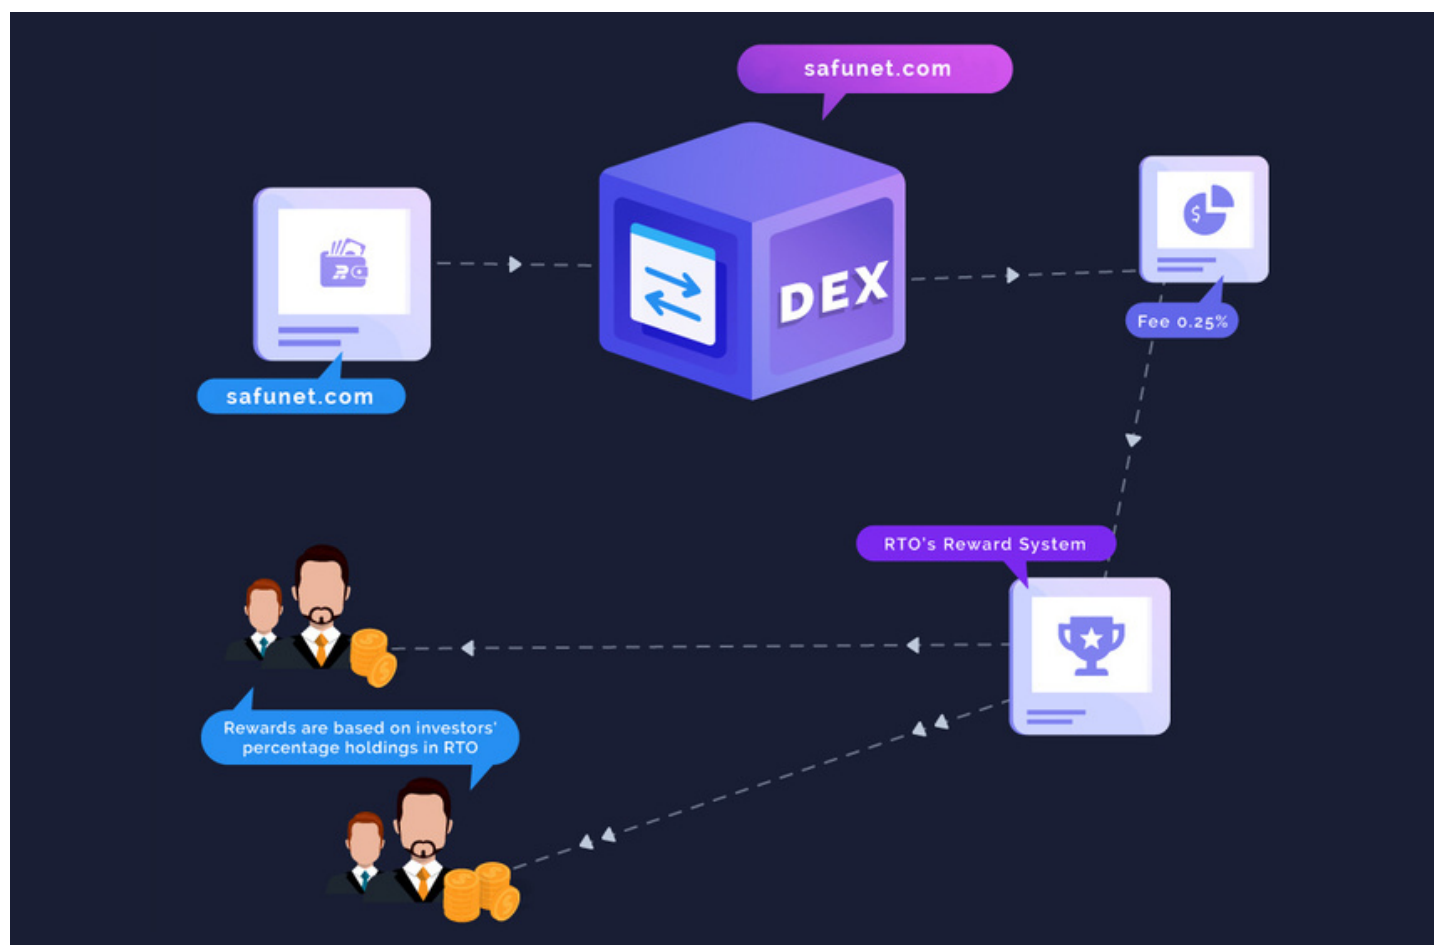 safunet.com
safunet.com
DEX
Fee 0.25%
RTO's Reward System
Rewards are based on investors'
percentage holdings in RTO